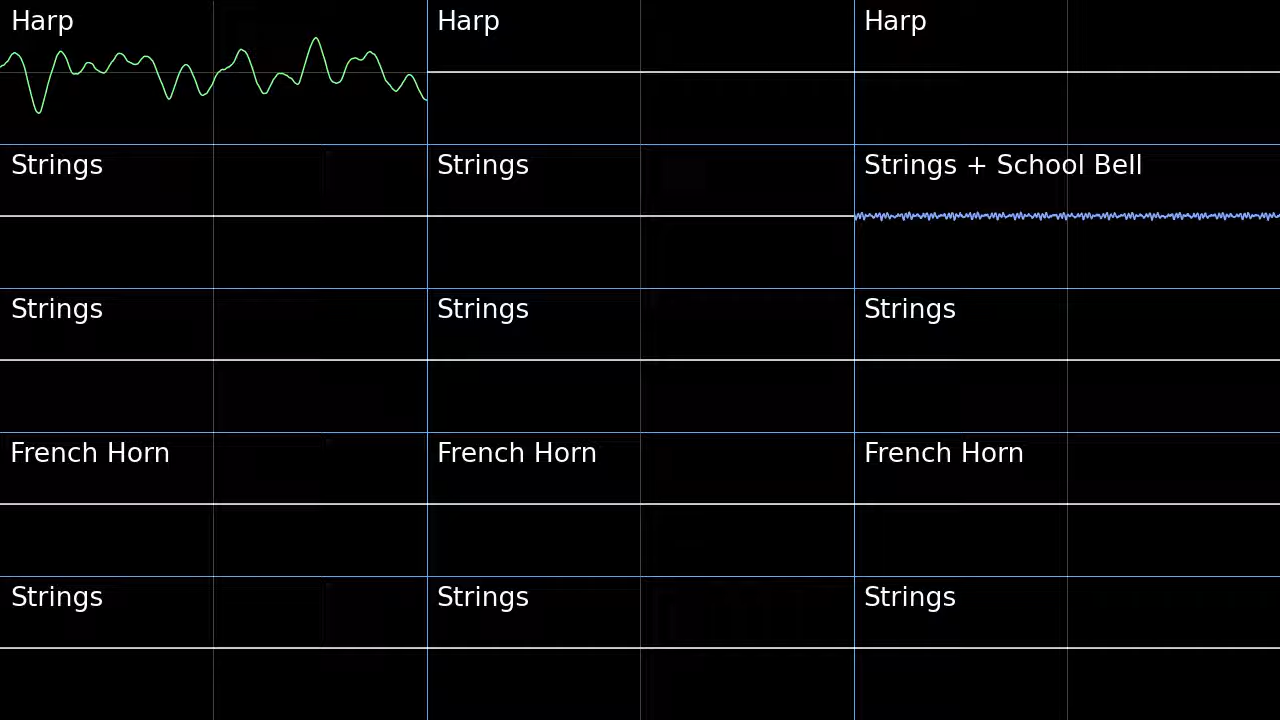 Harp
Harp
Harp
Strings
Strings
Strings + School Bell
Strings
Strings
Strings
French Horn
French Horn
French Horn
Strings
Strings
Strings